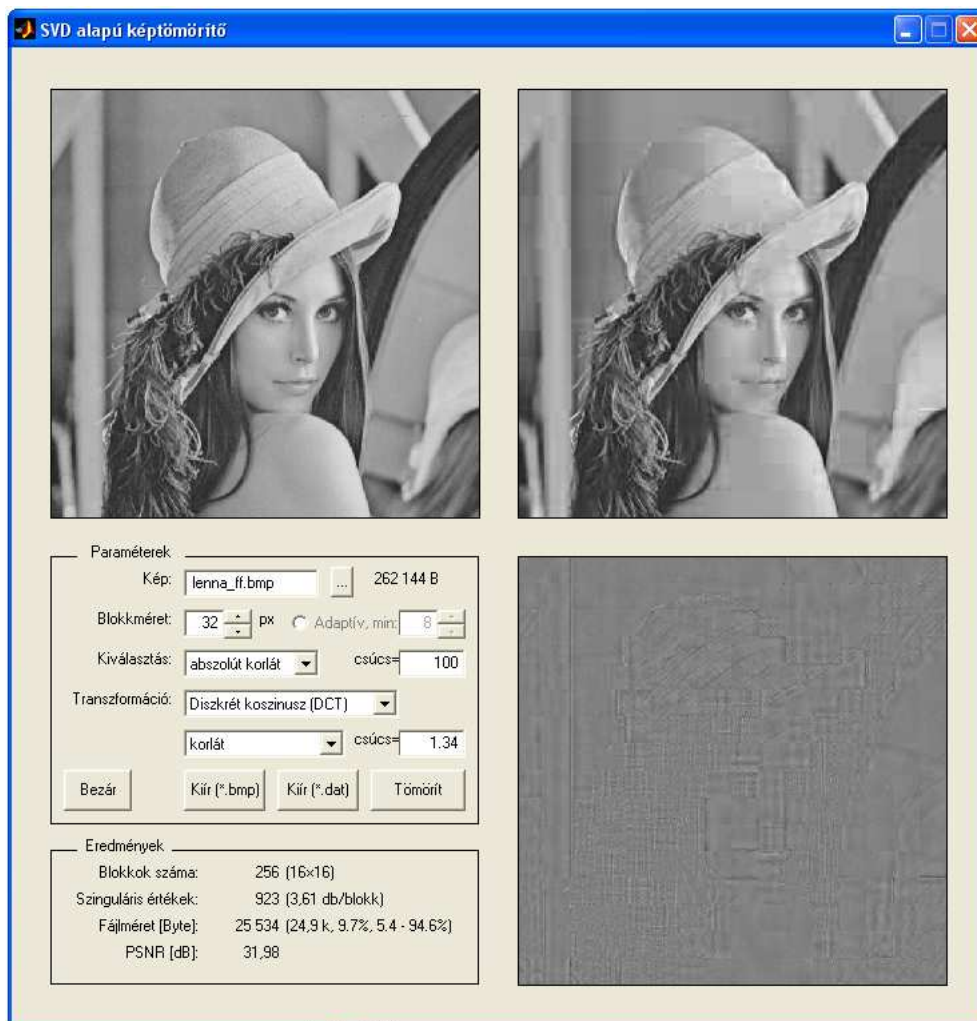 SVD alapú képtömörítő
Paraméterek
Kép: lenna_ff.bmp ... 262 144 B
Blokkméret: 32 px Adaptív, min: 8
Kiválasztás: abszolút korlát csúcs= 100
Transzformáció: Diszkrét koszinusz (DCT)
korlát csúcs= 1.34
Bezár Kiír (*.bmp) Kiír (*.dat) Tömörít
Eredmények
Blokkok száma: 256 (16×16)
Szinguláris értékek: 923 (3,61 db/blokk)
Fájlméret [Byte]: 25 534 (24,9 k, 9.7%, 5.4 - 94.6%)
PSNR [dB]: 31,98